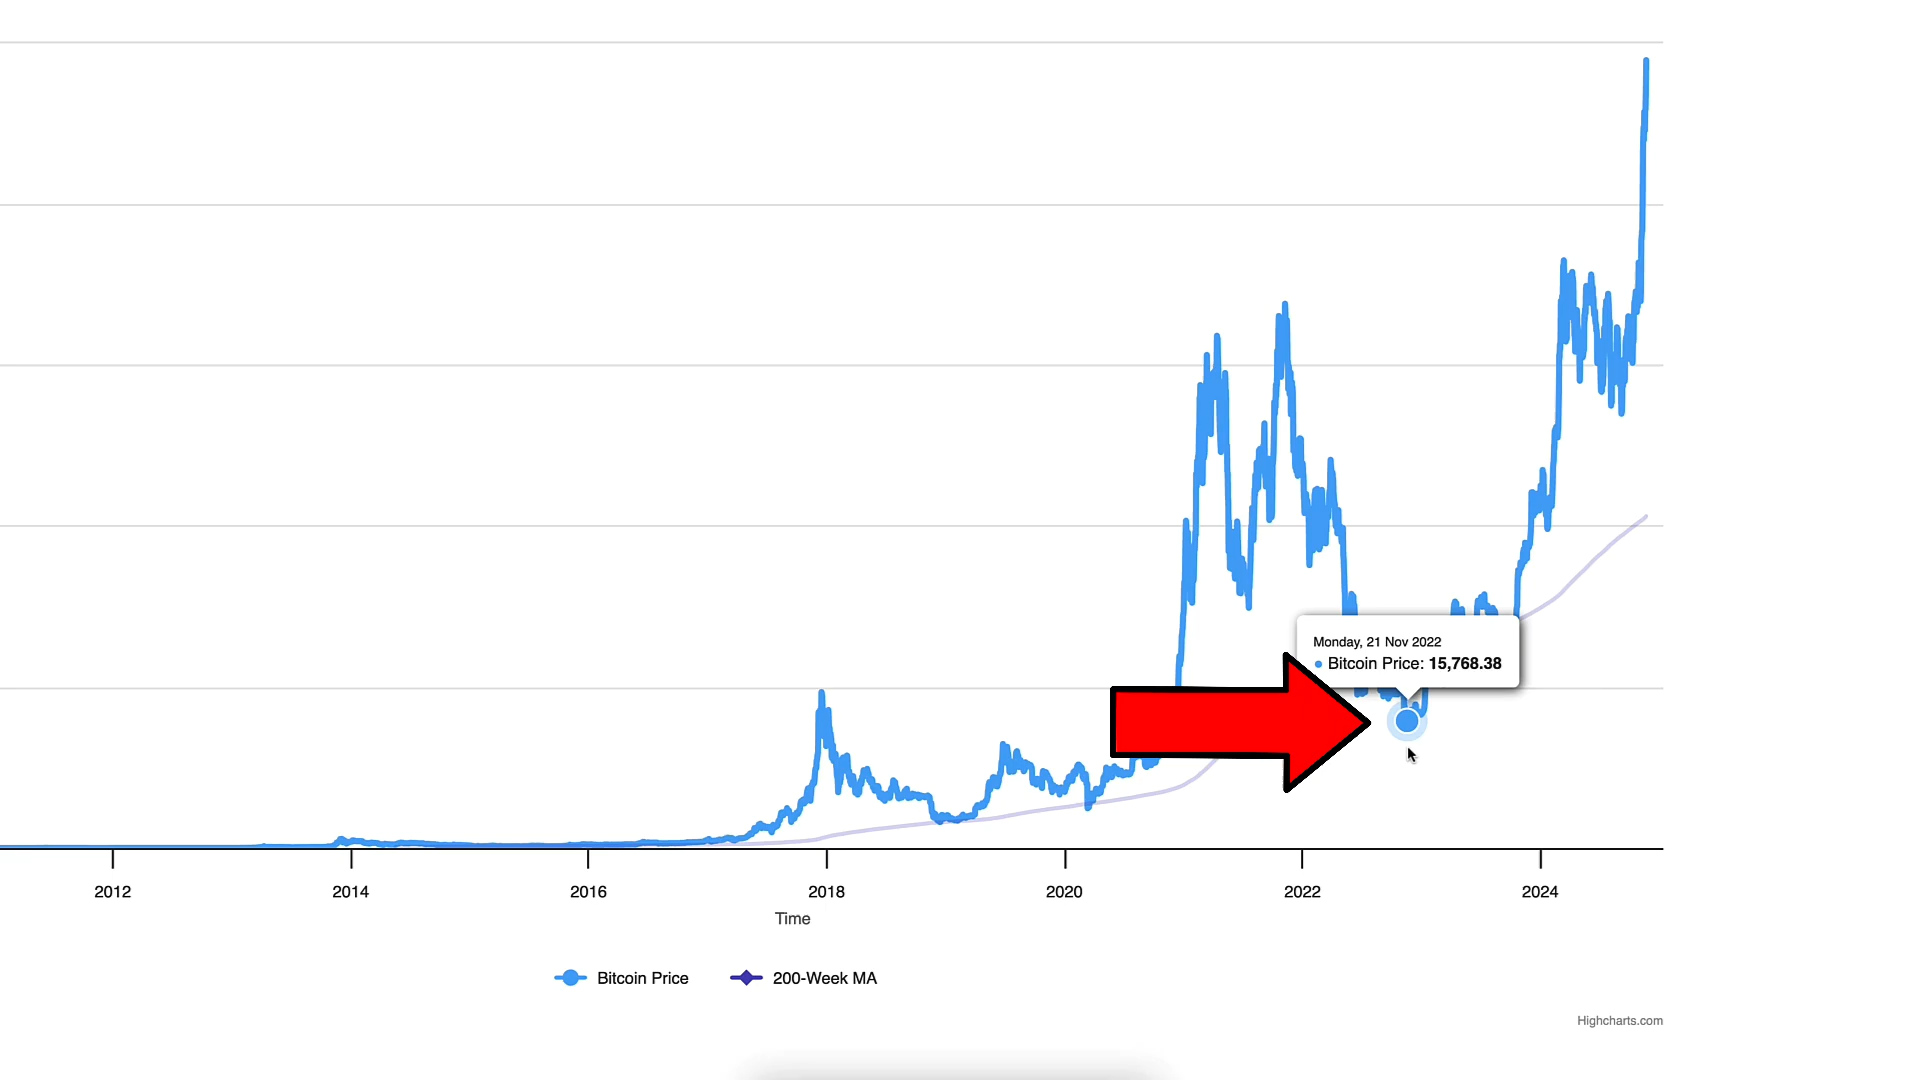 Monday, 21 Nov 2022
Bitcoin Price: 15,768.38
2012 2014 2016 2018 2020 2022 2024
Time
Bitcoin Price 200-Week MA
Highcharts.com